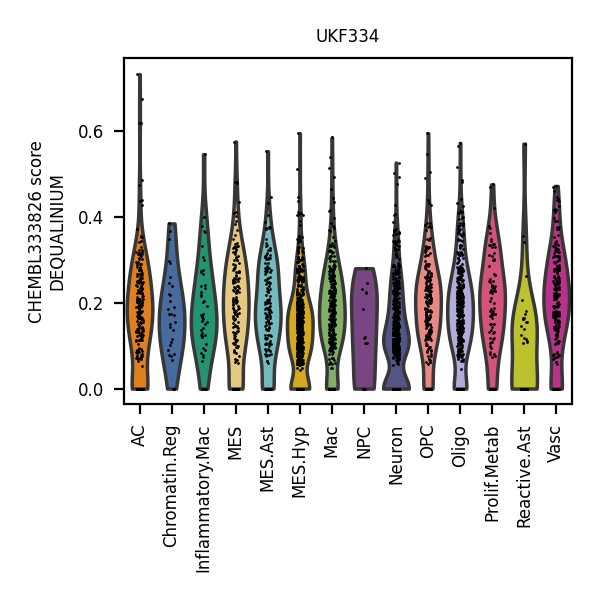 UKF334
CHEMBL333826 score
DEQUALINIUM
0.6
0.4
0.2
0.0
AC
Chromatin.Reg
Inflammatory.Mac
MES
MES.Ast
MES.Hyp
Mac
NPC
Neuron
OPC
Oligo
Prolif.Metab
Reactive.Ast
Vasc